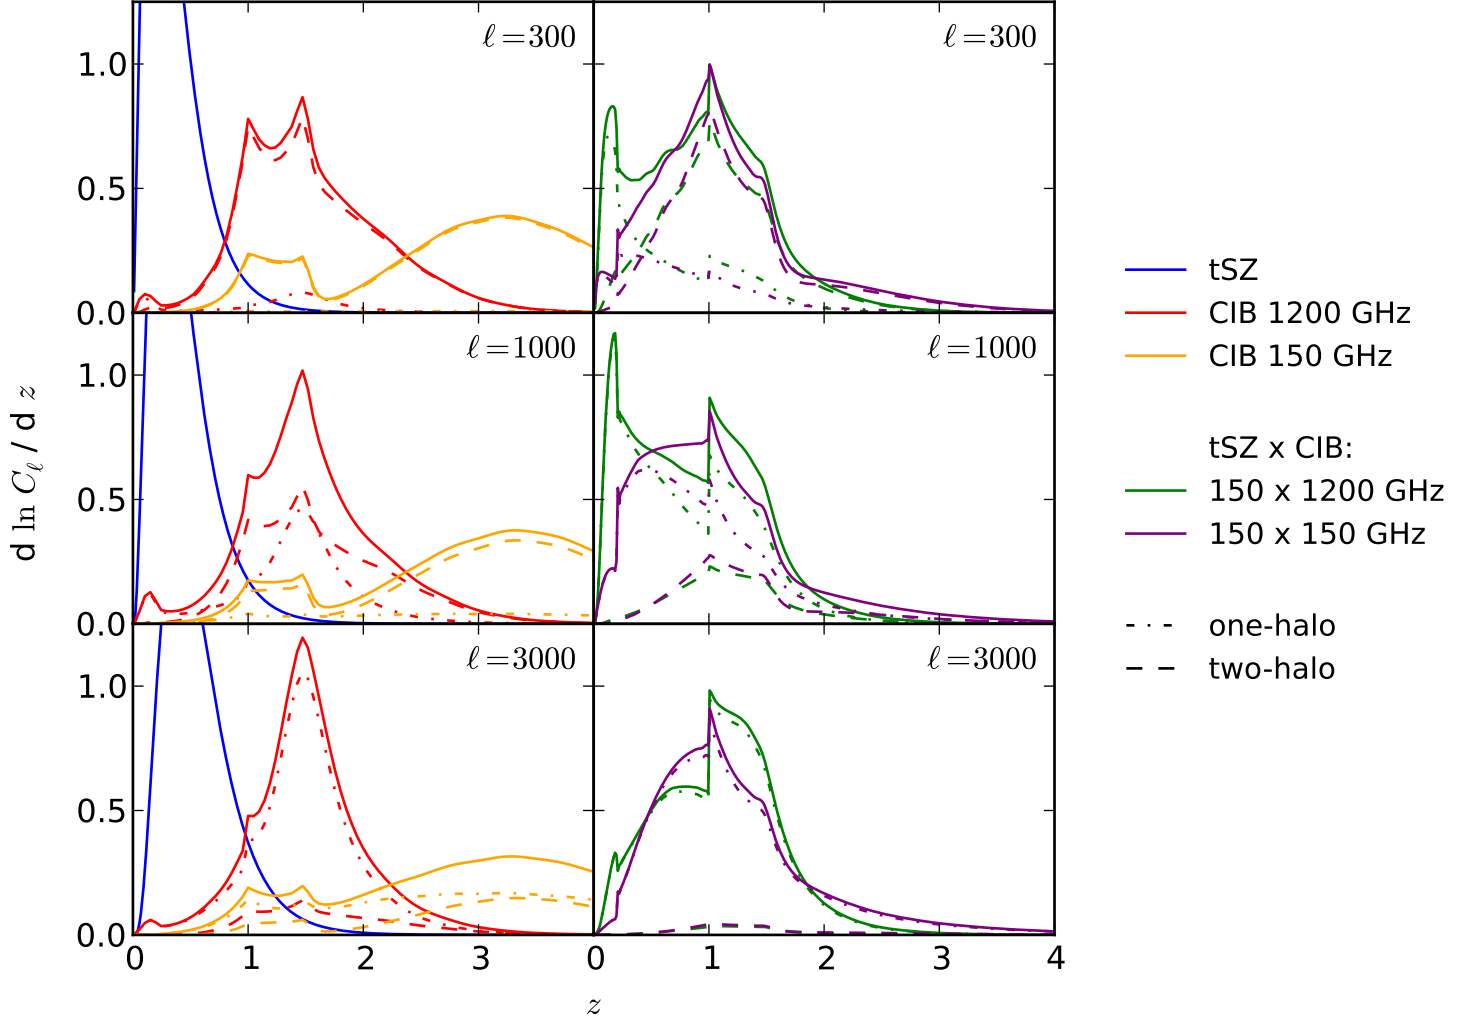 ℓ=300
ℓ=300
1.0
0.5
0.0
ℓ=1000
ℓ=1000
1.0
0.5
0.0
ℓ=3000
ℓ=3000
1.0
0.5
0.0
0 1 2 3 0 1 2 3 4
z
d ln Cℓ / d z
tSZ
CIB 1200 GHz
CIB 150 GHz
tSZ x CIB:
150 x 1200 GHz
150 x 150 GHz
one-halo
two-halo